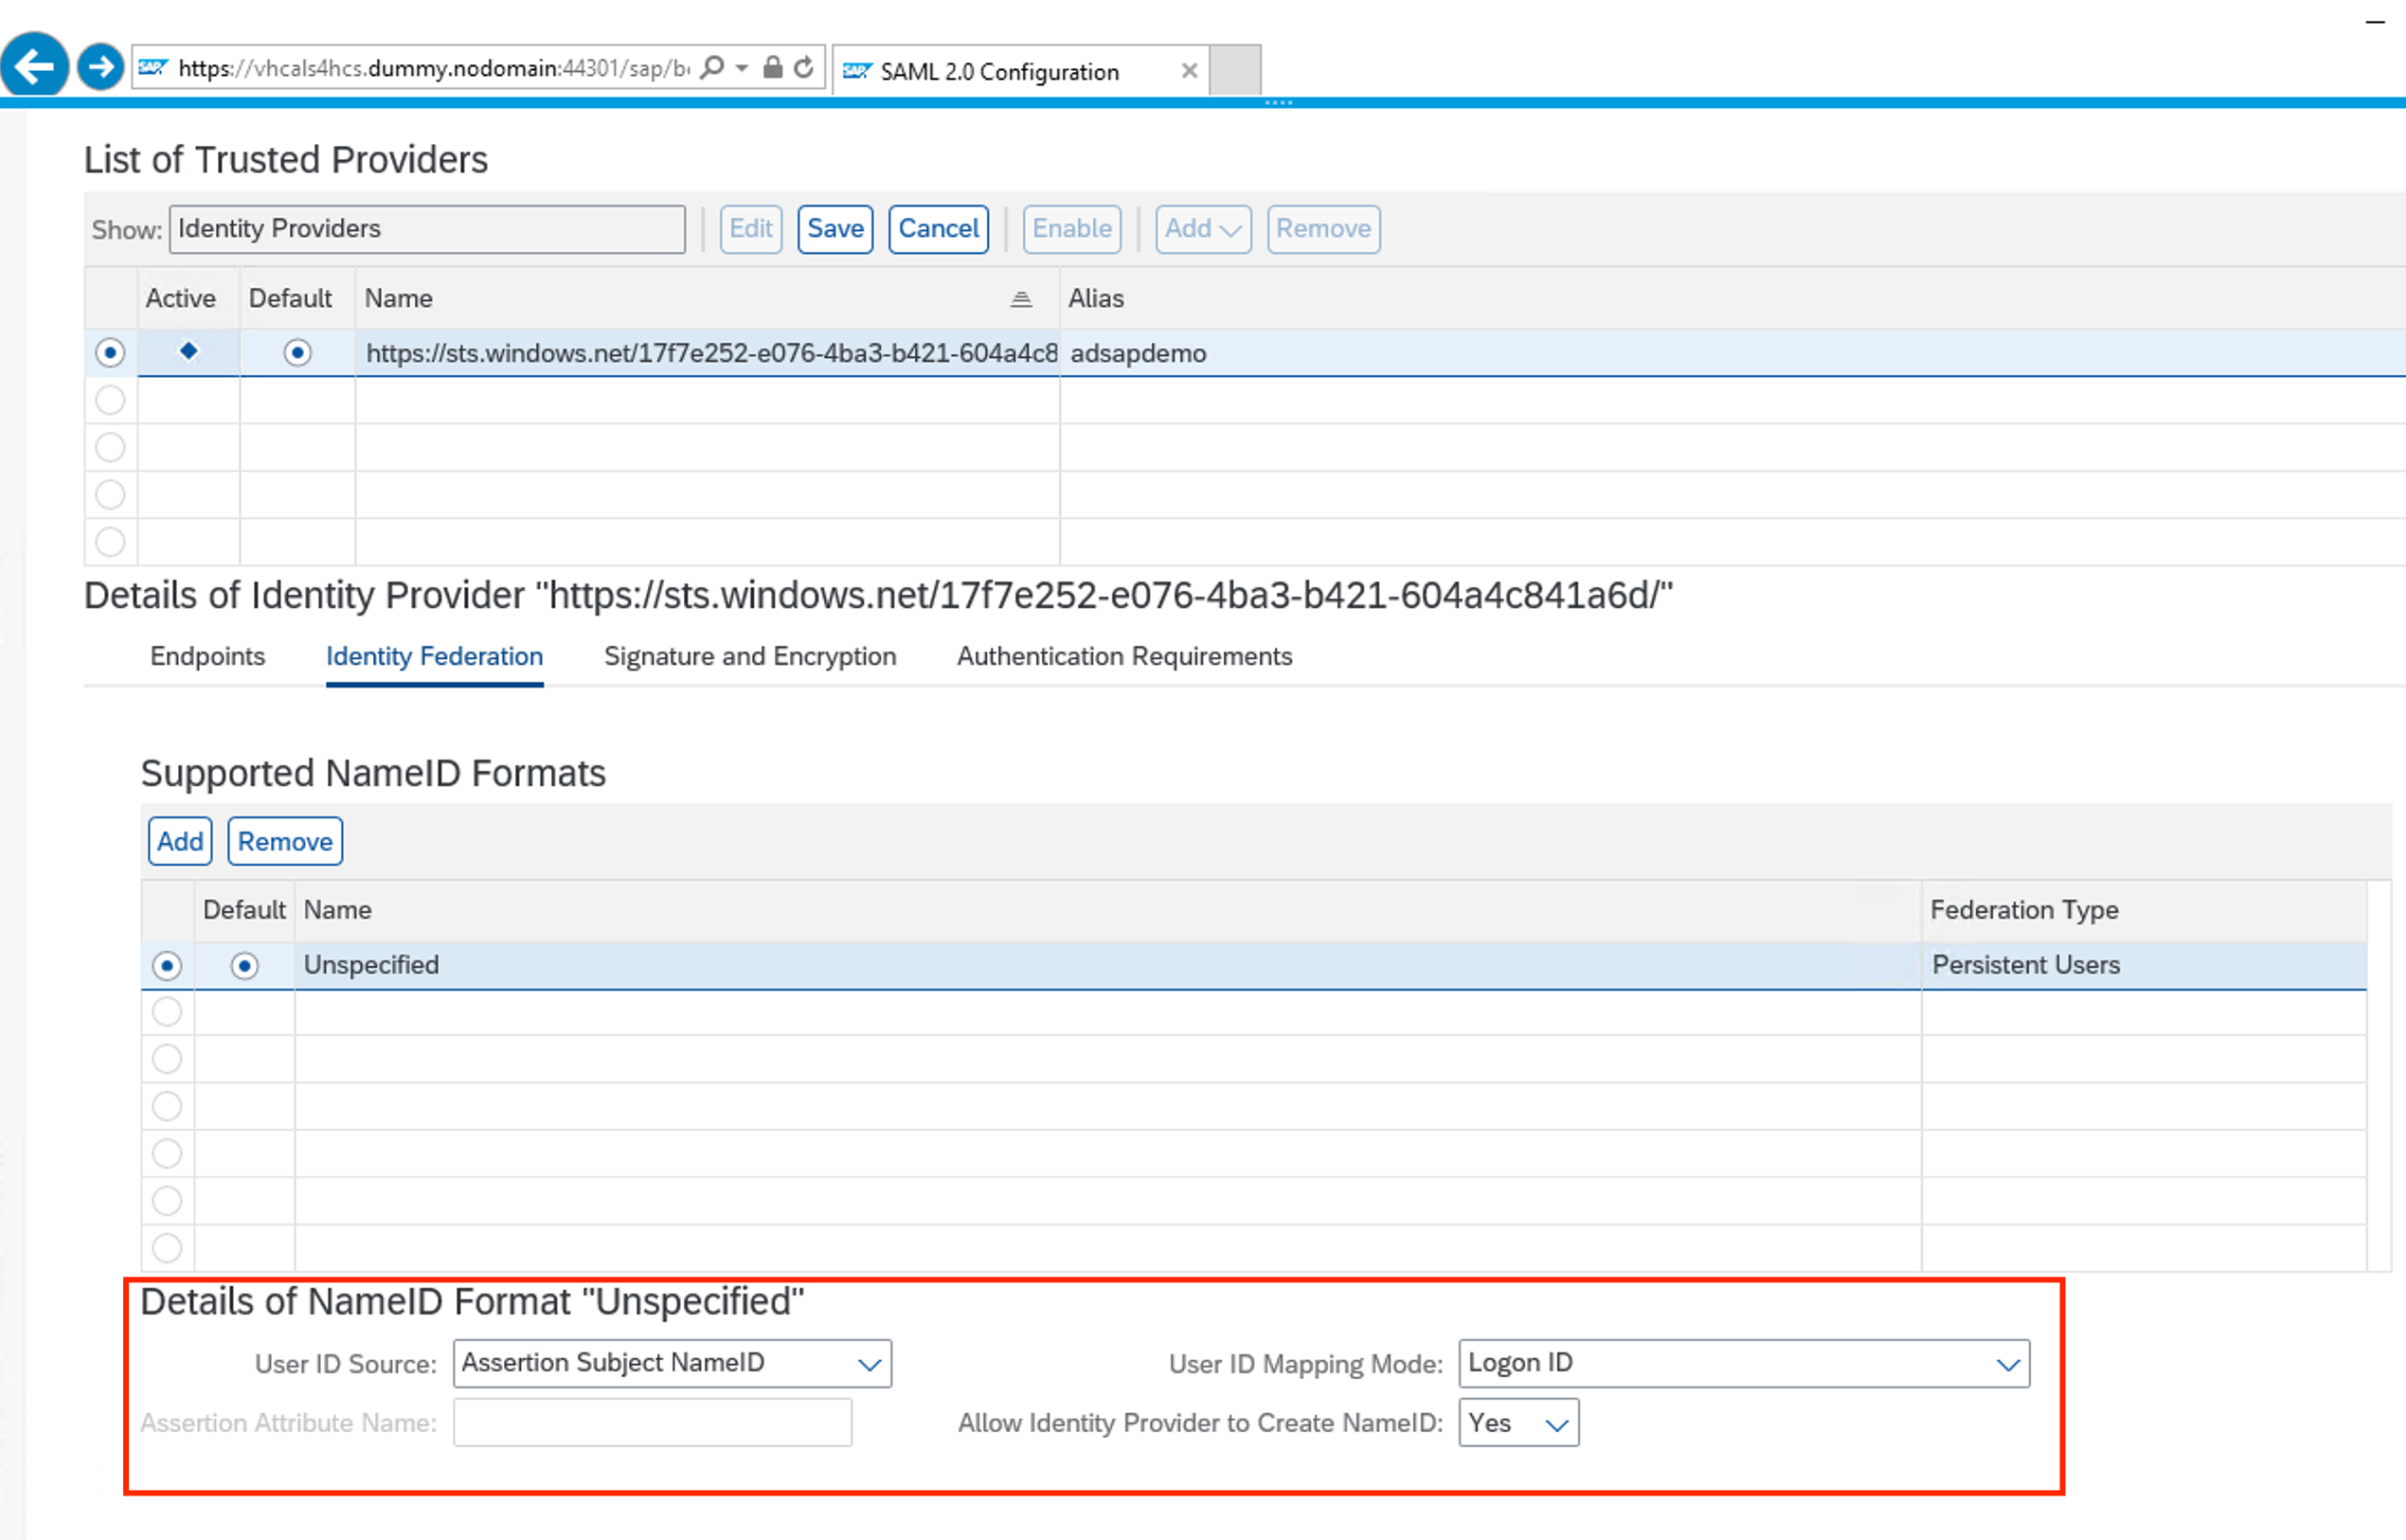 SAP https://vhcals4hcs.dummy.nodomain:44301/sap/b SAP SAML 2.0 Configuration
List of Trusted Providers
Show: Identity Providers Edit Save Cancel Enable Add Remove
Active Default Name Alias
https://sts.windows.net/17f7e252-e076-4ba3-b421-604a4c8 adsapdemo
Details of Identity Provider "https://sts.windows.net/17f7e252-e076-4ba3-b421-604a4c841a6d/"
Endpoints Identity Federation Signature and Encryption Authentication Requirements
Supported NameID Formats
Add Remove
Default Name Federation Type
Unspecified Persistent Users
Details of NameID Format "Unspecified"
User ID Source: Assertion Subject NameID User ID Mapping Mode: Logon ID
Assertion Attribute Name: Allow Identity Provider to Create NameID: Yes